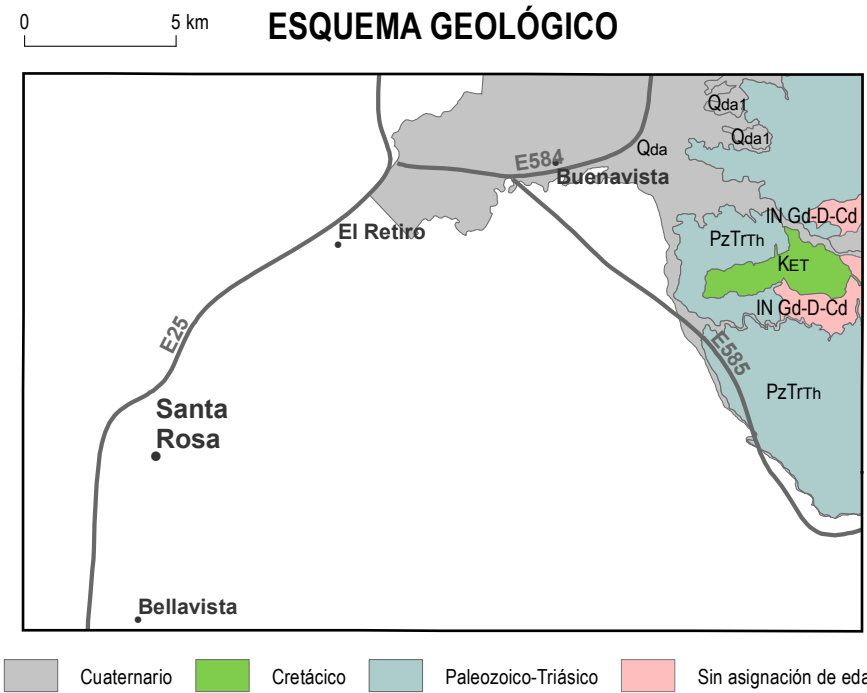 0 5 km
ESQUEMA GEOLÓGICO
Qda1
Qda1
Qda
E584
Buenavista
IN Gd-D-Cd
El Retiro
PzTrTh
KET
IN Gd-D-Cd
E25
E585
PzTrTh
Santa
Rosa
Bellavista
Cuaternario Cretácico Paleozoico-Triásico Sin asignación de eda